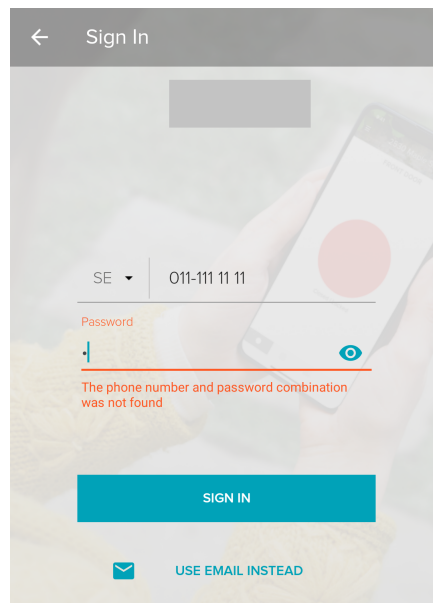 Sign In
SE
011-111 11 11
Password
•
The phone number and password combination
was not found
SIGN IN
USE EMAIL INSTEAD